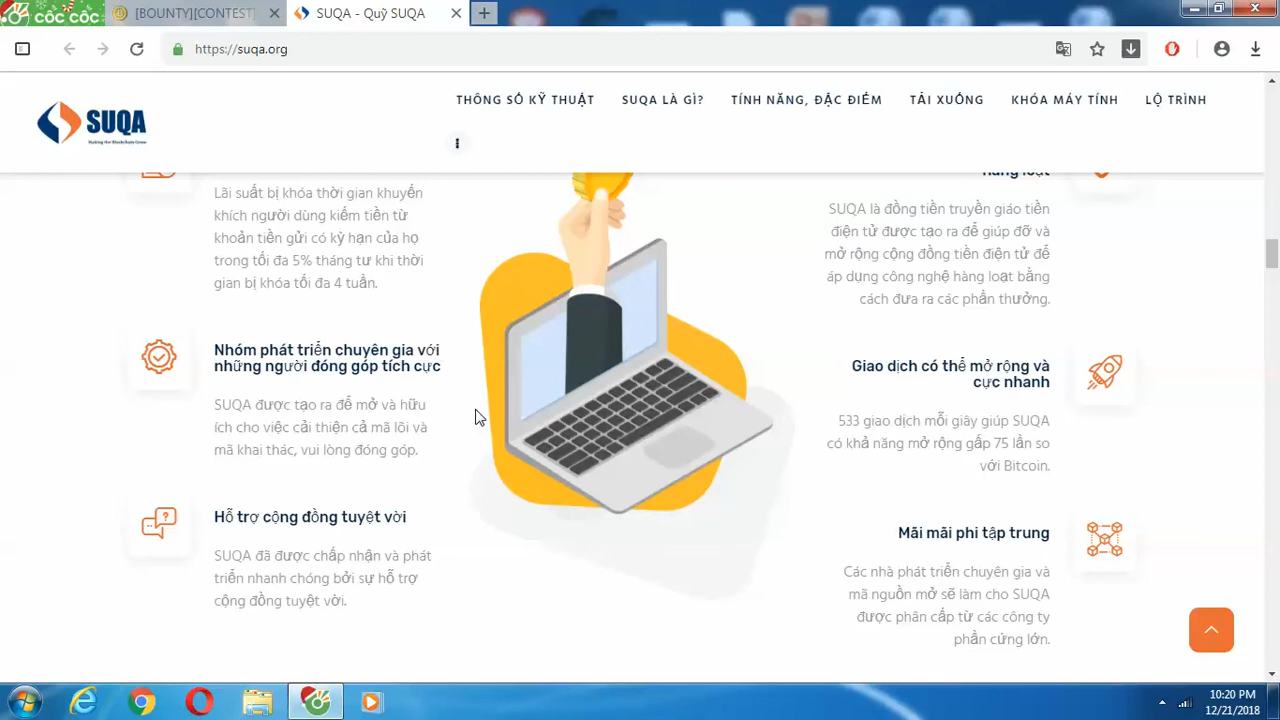 cốc cốc
[BOUNTY][CONTEST]
SUQA - Quỹ SUQA
https://suqa.org
SUQA
THÔNG SỐ KỸ THUẬT
SUQA LÀ GÌ?
TÍNH NĂNG, ĐẶC ĐIỂM
TẢI XUỐNG
KHÓA MÁY TÍNH
LỘ TRÌNH
Lãi suất bị khóa thời gian khuyến
khích người dùng kiếm tiền từ
khoản tiền gửi có kỳ hạn của họ
trong tối đa 5% tháng tư khi thời
gian bị khóa tối đa 4 tuần.
Nhóm phát triển chuyên gia với
những người đóng góp tích cực
SUQA được tạo ra để mở và hữu
ích cho việc cải thiện cả mã lõi và
mã khai thác, vui lòng đóng góp.
Hỗ trợ cộng đồng tuyệt vời
SUQA đã được chấp nhận và phát
triển nhanh chóng bởi sự hỗ trợ
cộng đồng tuyệt vời.
hàng loạt
SUQA là đồng tiền truyền giáo tiền
điện tử được tạo ra để giúp đỡ và
mở rộng cộng đồng tiền điện tử để
áp dụng công nghệ hàng loạt bằng
cách đưa ra các phần thưởng.
Giao dịch có thể mở rộng và
cực nhanh
533 giao dịch mỗi giây giúp SUQA
có khả năng mở rộng gấp 75 lần so
với Bitcoin.
Mãi mãi phi tập trung
Các nhà phát triển chuyên gia và
mã nguồn mở sẽ làm cho SUQA
được phân cấp từ các công ty
phần cứng lớn.
10:20 PM
12/21/2018